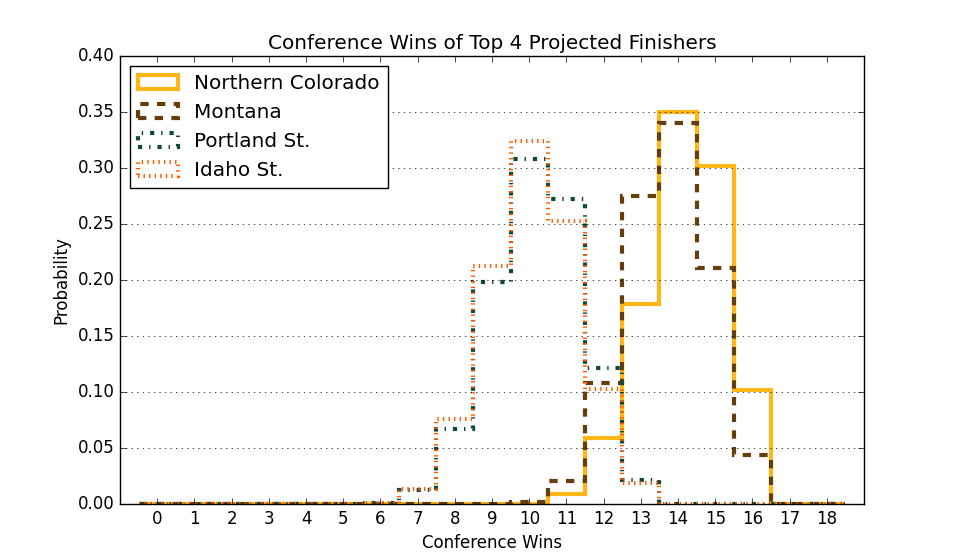 Conference Wins of Top 4 Projected Finishers
0.40
0.35
0.30
0.25
0.20
0.15
0.10
0.05
0.00
Probability
Northern Colorado
Montana
Portland St.
Idaho St.
0 1 2 3 4 5 6 7 8 9 10 11 12 13 14 15 16 17 18
Conference Wins